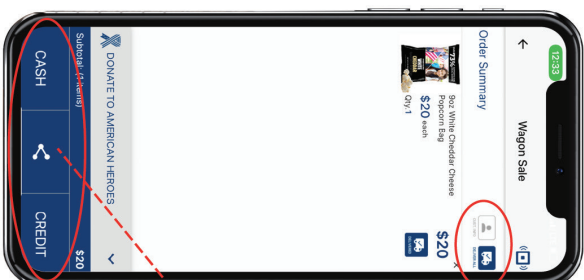 12:33
Wagon Sale
Order Summary
9oz White Cheddar Cheese
Popcorn Bag
$20 each
Qty.1
$20
DONATE TO AMERICAN HEROES
Subtotal: (1 items)
$20
CASH
CREDIT